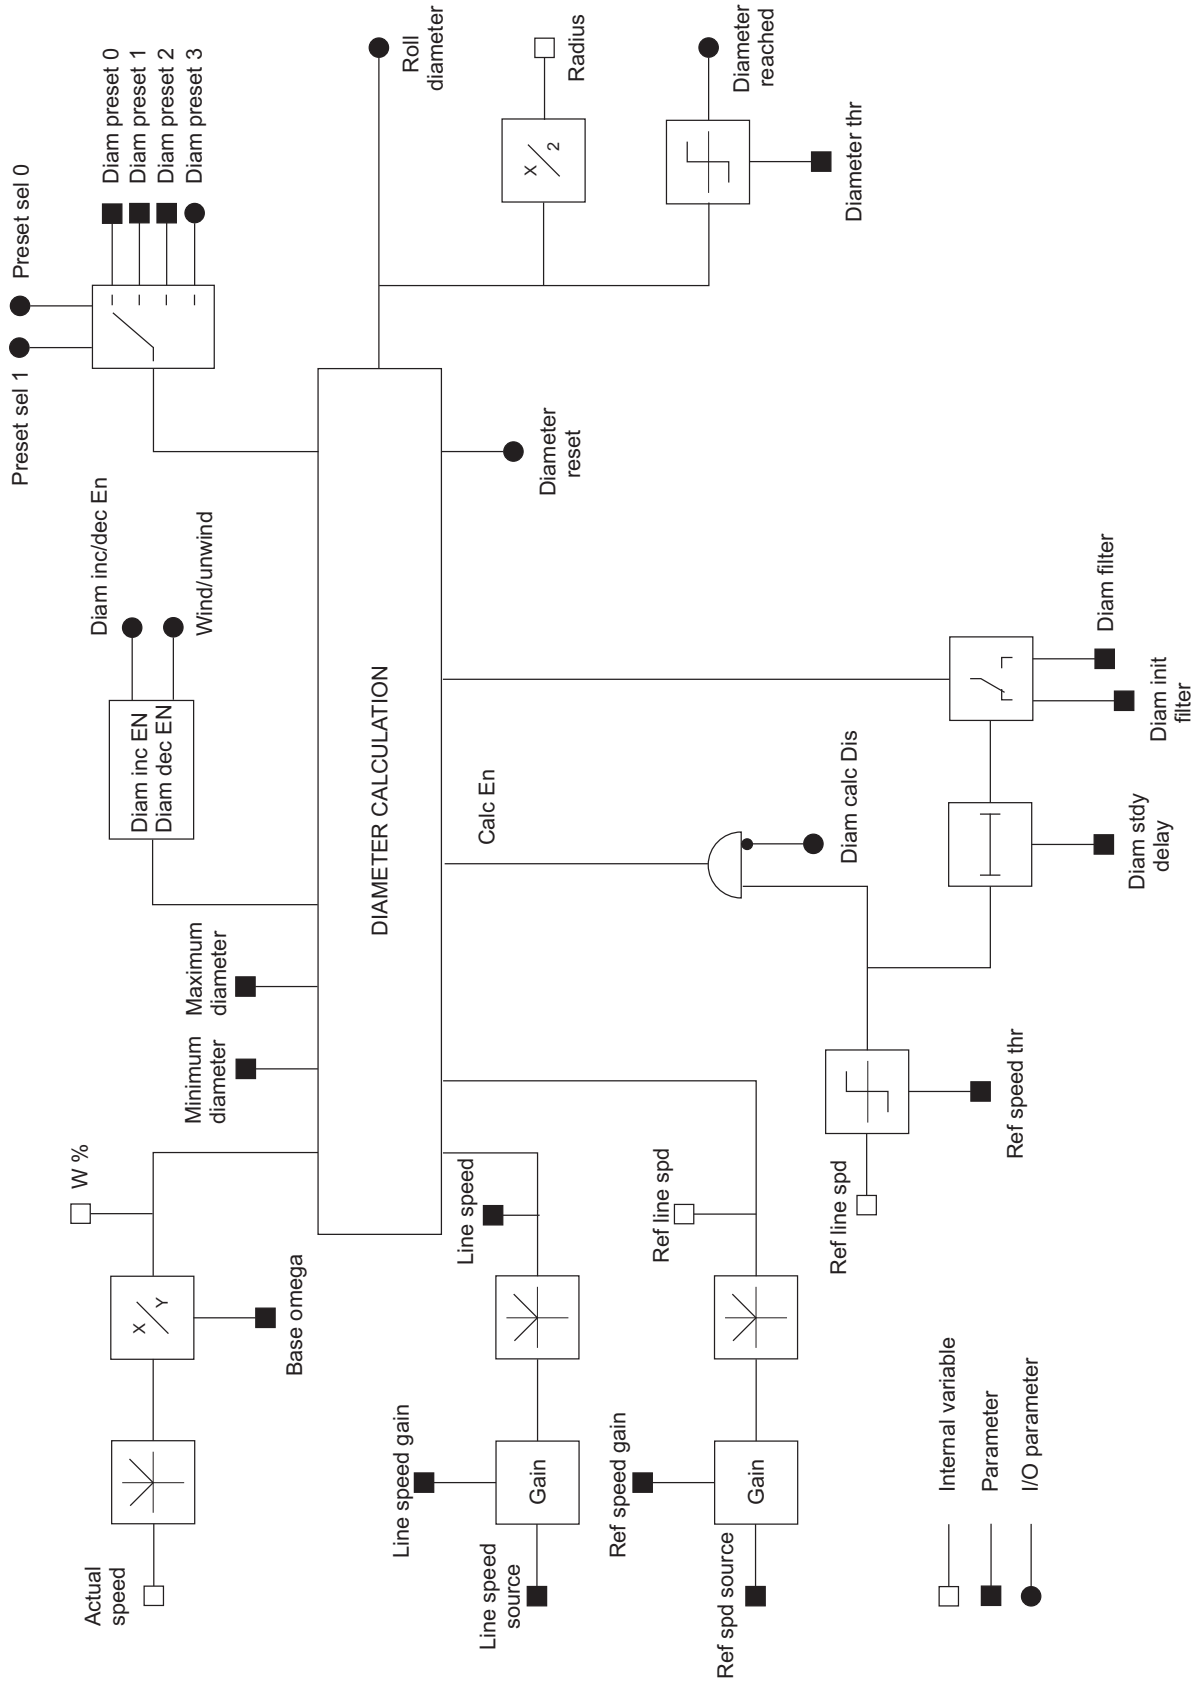 Actual
speed
W %
X
Y
Base omega
Minimum
diameter
Maximum
diameter
Diam inc EN
Diam dec EN
Diam inc/dec En
Wind/unwind
Preset sel 1
Preset sel 0
Diam preset 0
Diam preset 1
Diam preset 2
Diam preset 3
DIAMETER CALCULATION
Roll
diameter
X
2
Radius
Diameter
reached
Diameter thr
Diameter
reset
Line speed gain
Line speed
source
Gain
Line speed
Ref speed gain
Ref spd source
Gain
Ref line spd
Calc En
Diam calc Dis
Ref line spd
Ref speed thr
Diam stdy
delay
Diam init
filter
Diam filter
Internal variable
Parameter
I/O parameter